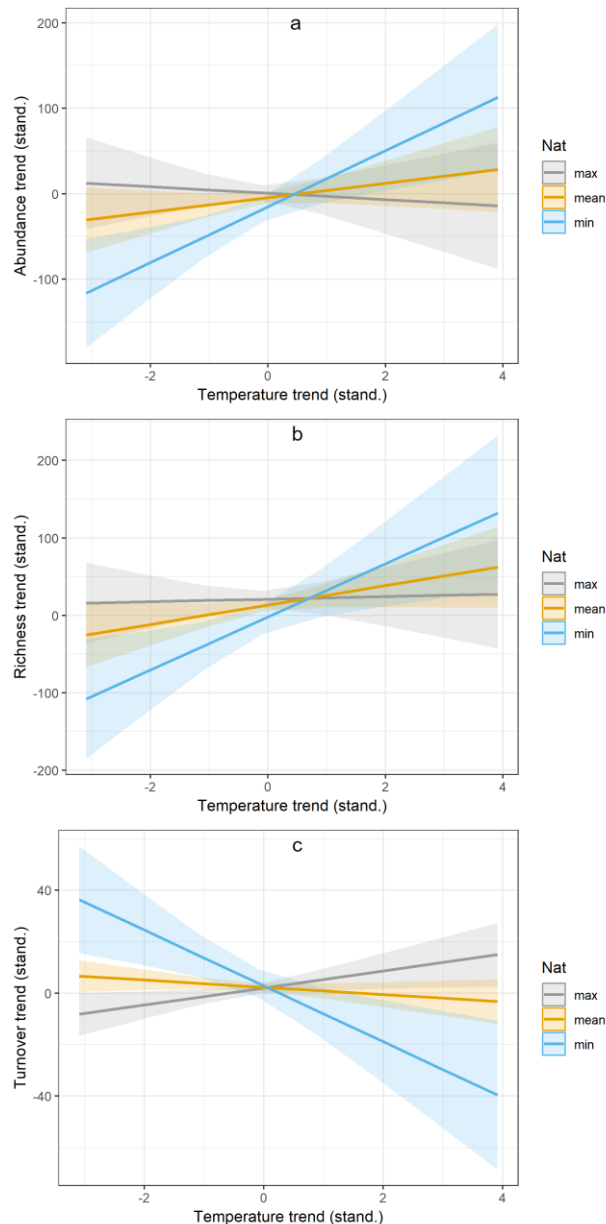 a
200
100
0
-100
Abundance trend (stand.)
-2
0
2
4
Temperature trend (stand.)
Nat
max
mean
min
b
200
100
0
-100
-200
Richness trend (stand.)
-2
0
2
4
Temperature trend (stand.)
Nat
max
mean
min
c
40
0
-40
Turnover trend (stand.)
-2
0
2
4
Temperature trend (stand.)
Nat
max
mean
min